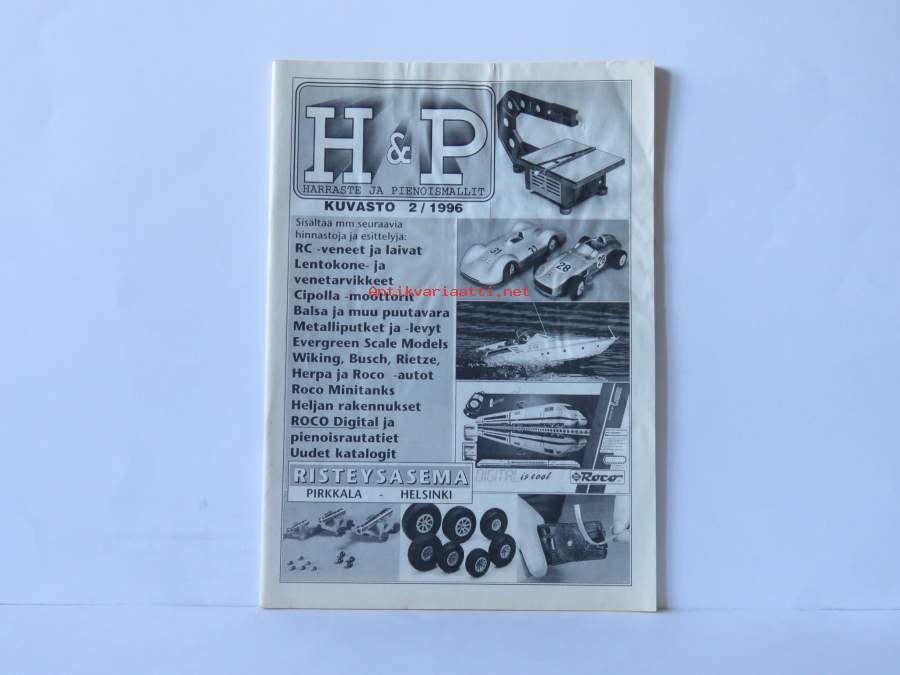 H & P
HARRASTE JA PIENOISMALLIT
KUVASTO 2/1996
Sisältää mm seuraavia
hinnastoja ja esittelyjä:
RC -veneet ja laivat
Lentokone- ja
venetarvikkeet
Cipolla -moottorit
Balsa ja muu puutavara
Metalliputket ja -levyt
Evergreen Scale Models
Wiking, Busch, Rietze,
Herpa ja Roco -autot
Roco Minitanks
Heljan rakennukset
ROCO Digital ja
pienoisrautatiet
Uudet katalogit
RISTEYSASEMA
PIRKKALA - HELSINKI
31
28
DIGITAL is cool
Roco
Antikvariaatti.net